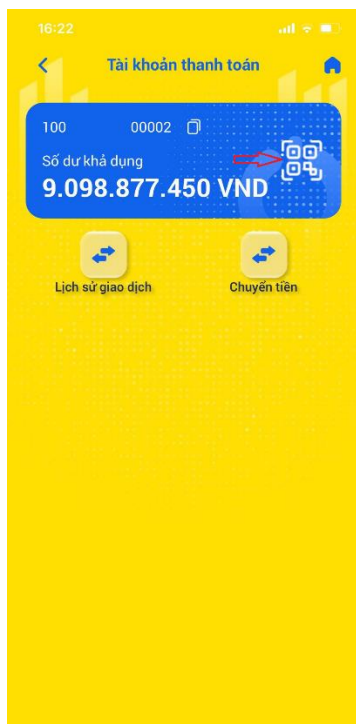 16:22
Tài khoản thanh toán
100 00002
Số dư khả dụng
9.098.877.450 VND
Lịch sử giao dịch
Chuyển tiền